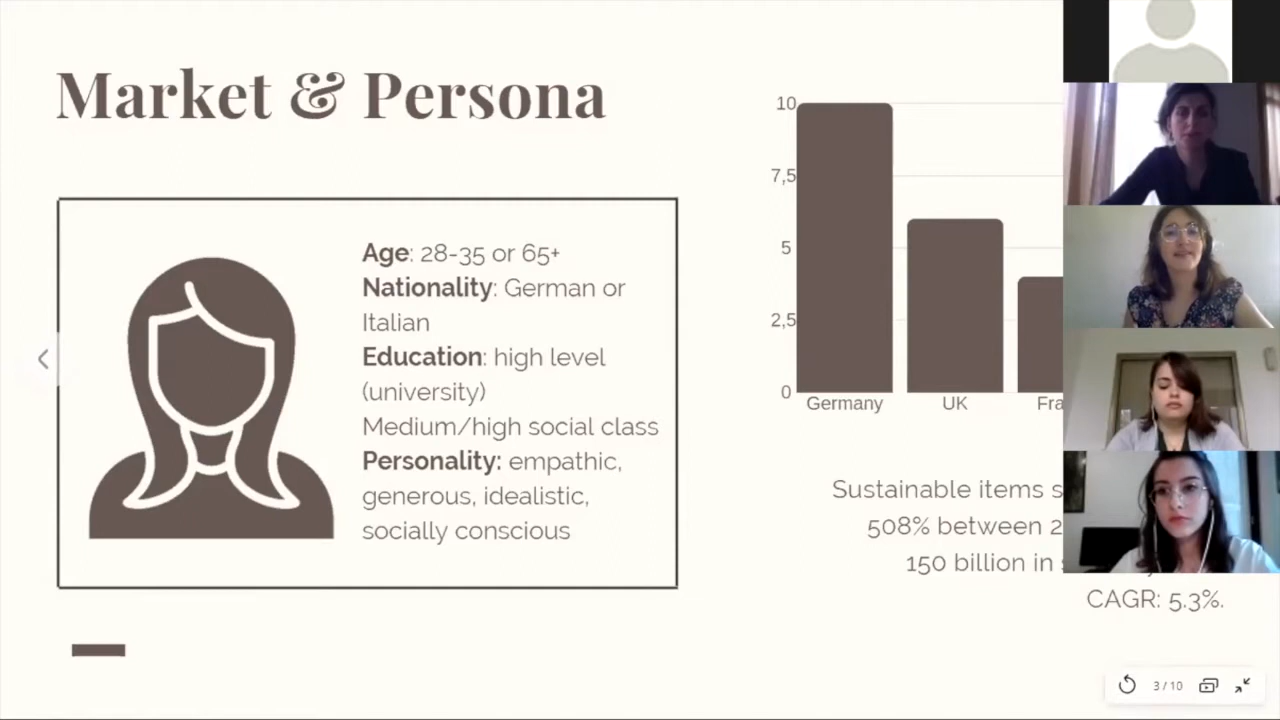 Market & Persona
Age: 28-35 or 65+
Nationality: German or
Italian
Education: high level
(university)
Medium/high social class
Personality: empathic,
generous, idealistic,
socially conscious
10
7,5
5
2,5
0
Germany
UK
Sustainable items
508% between
150 billion in
CAGR: 5.3%.
3 / 10